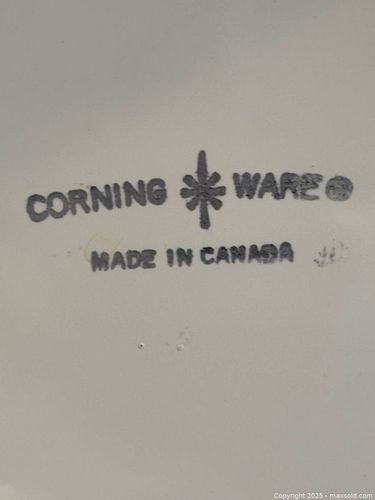 CORNING WARE ®
MADE IN CANADA
Copyright 2025 - maxsold.com